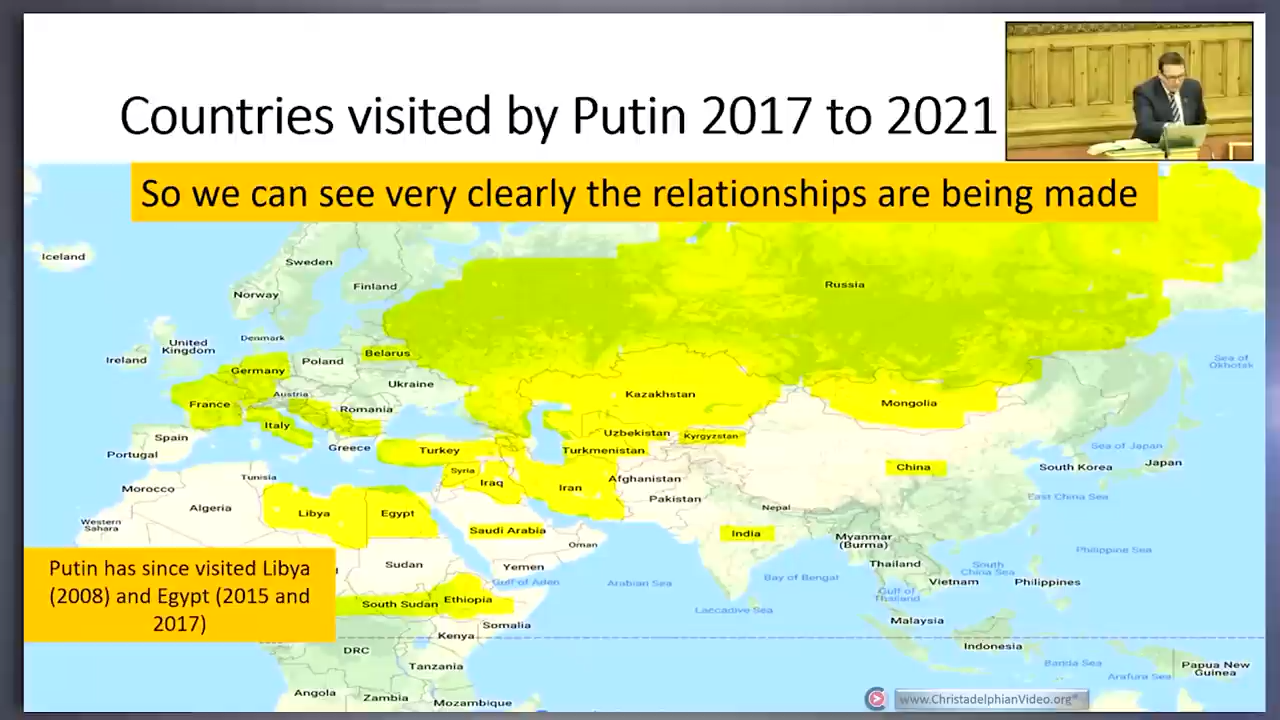 Countries visited by Putin 2017 to 2021
So we can see very clearly the relationships are being made
Iceland
Sweden
Finland
Norway
Russia
United
Kingdom
Denmark
Ireland
Poland
Belarus
Germany
Ukraine
Austria
France
Romania
Italy
Kazakhstan
Mongolia
Sea of
Okhotsk
Spain
Portugal
Greece
Turkey
Uzbekistan
Kyrgyzstan
Turkmenistan
Sea of Japan
Japan
South Korea
China
Tunisia
Syria
Iraq
Iran
Afghanistan
Morocco
Algeria
Pakistan
East China Sea
Libya
Egypt
Nepal
Western
Sahara
Saudi Arabia
India
Oman
Myanmar
(Burma)
Philippine Sea
Sudan
Yemen
Thailand
South
China Sea
Gulf of Aden
Arabian Sea
Bay of Bengal
Vietnam
Philippines
Gulf of
Thailand
Putin has since visited Libya
(2008) and Egypt (2015 and
2017)
South Sudan
Ethiopia
Laccadive Sea
Somalia
Malaysia
Kenya
DRC
Indonesia
Tanzania
Banda Sea
Papua New
Guinea
Arafura Sea
Angola
Zambia
Mozambique
www.ChristadelphianVideo.org